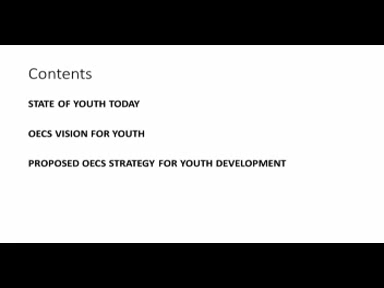 Contents
STATE OF YOUTH TODAY
OECS VISION FOR YOUTH
PROPOSED OECS STRATEGY FOR YOUTH DEVELOPMENT